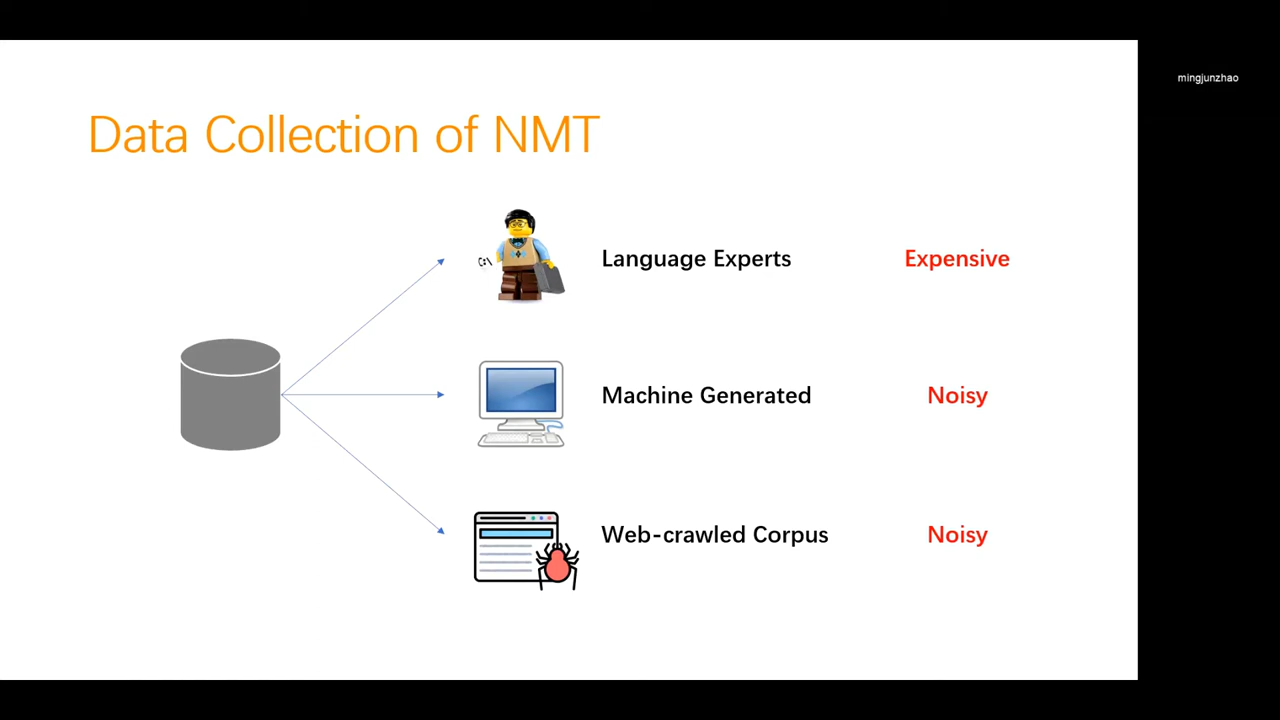 Data Collection of NMT
mingjunzhao
C:\
Language Experts
Expensive
Machine Generated
Noisy
Web-crawled Corpus
Noisy